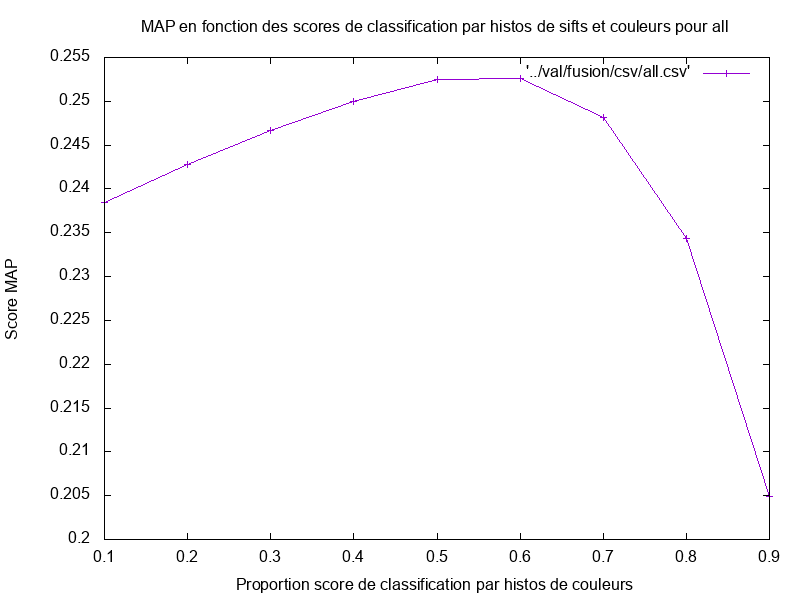 MAP en fonction des scores de classification par histos de sifts et couleurs pour all
'../val/fusion/csv/all.csv'
Score MAP
0.255
0.25
0.245
0.24
0.235
0.23
0.225
0.22
0.215
0.21
0.205
0.2
0.1 0.2 0.3 0.4 0.5 0.6 0.7 0.8 0.9
Proportion score de classification par histos de couleurs